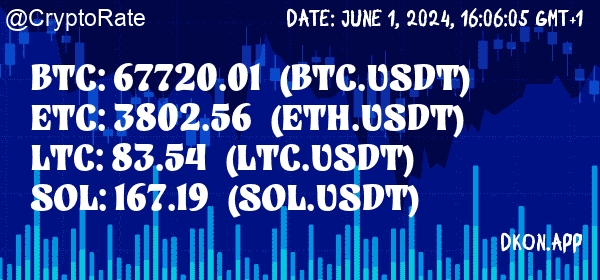 @CryptoRate
DATE: JUNE 1, 2024, 16:06:05 GMT+1
BTC: 67720.01 (BTC.USDT)
ETC: 3802.56 (ETH.USDT)
LTC: 83.54 (LTC.USDT)
SOL: 167.19 (SOL.USDT)
DKON.APP